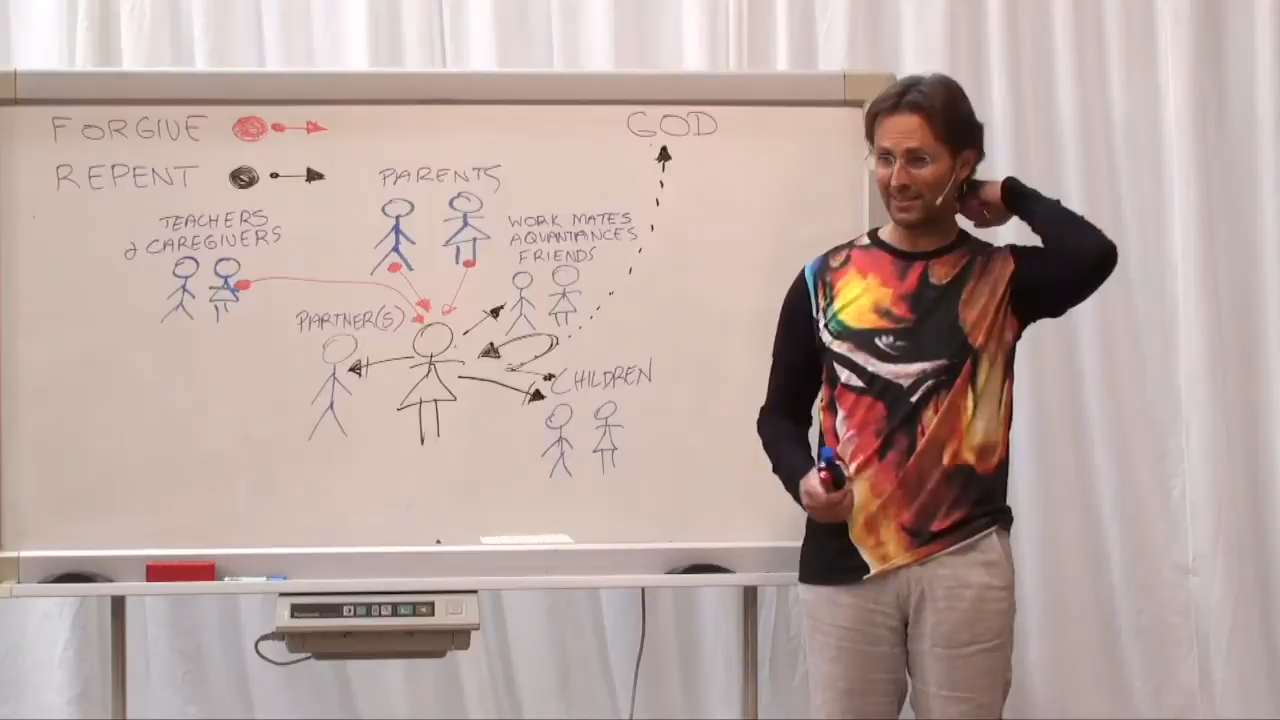 FORGIVE
REPENT
GOD
PARENTS
TEACHERS
& CAREGIVERS
WORK MATES
AQUANTANCES
FRIENDS
PARTNER(S)
CHILDREN